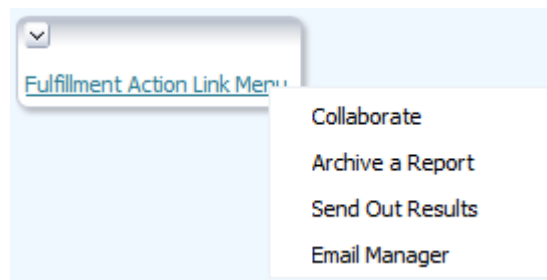 Fulfillment Action Link Menu
Collaborate
Archive a Report
Send Out Results
Email Manager